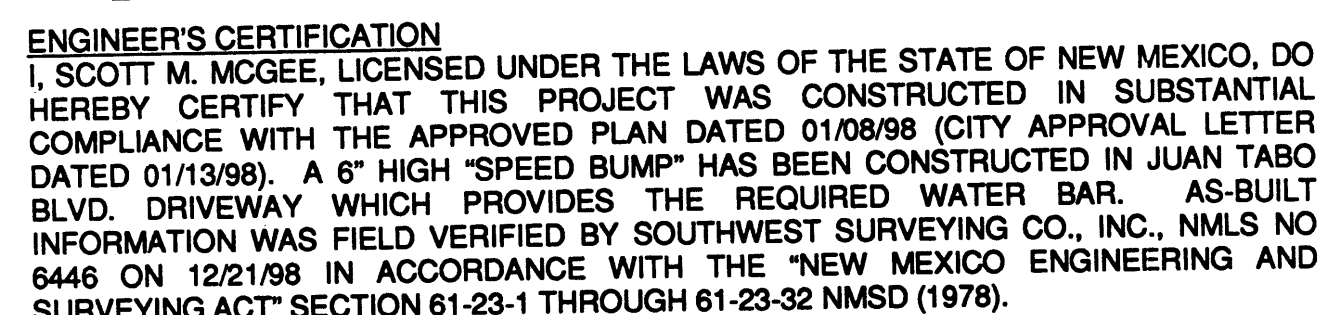 ENGINEER'S CERTIFICATION
I, SCOTT M. MCGEE, LICENSED UNDER THE LAWS OF THE STATE OF NEW MEXICO, DO
HEREBY CERTIFY THAT THIS PROJECT WAS CONSTRUCTED IN SUBSTANTIAL
COMPLIANCE WITH THE APPROVED PLAN DATED 01/08/98 (CITY APPROVAL LETTER
DATED 01/13/98). A 6" HIGH "SPEED BUMP" HAS BEEN CONSTRUCTED IN JUAN TABO
BLVD. DRIVEWAY WHICH PROVIDES THE REQUIRED WATER BAR. AS-BUILT
INFORMATION WAS FIELD VERIFIED BY SOUTHWEST SURVEYING CO., INC., NMLS NO
6446 ON 12/21/98 IN ACCORDANCE WITH THE "NEW MEXICO ENGINEERING AND
SURVEYING ACT" SECTION 61-23-1 THROUGH 61-23-32 NMSD (1978).